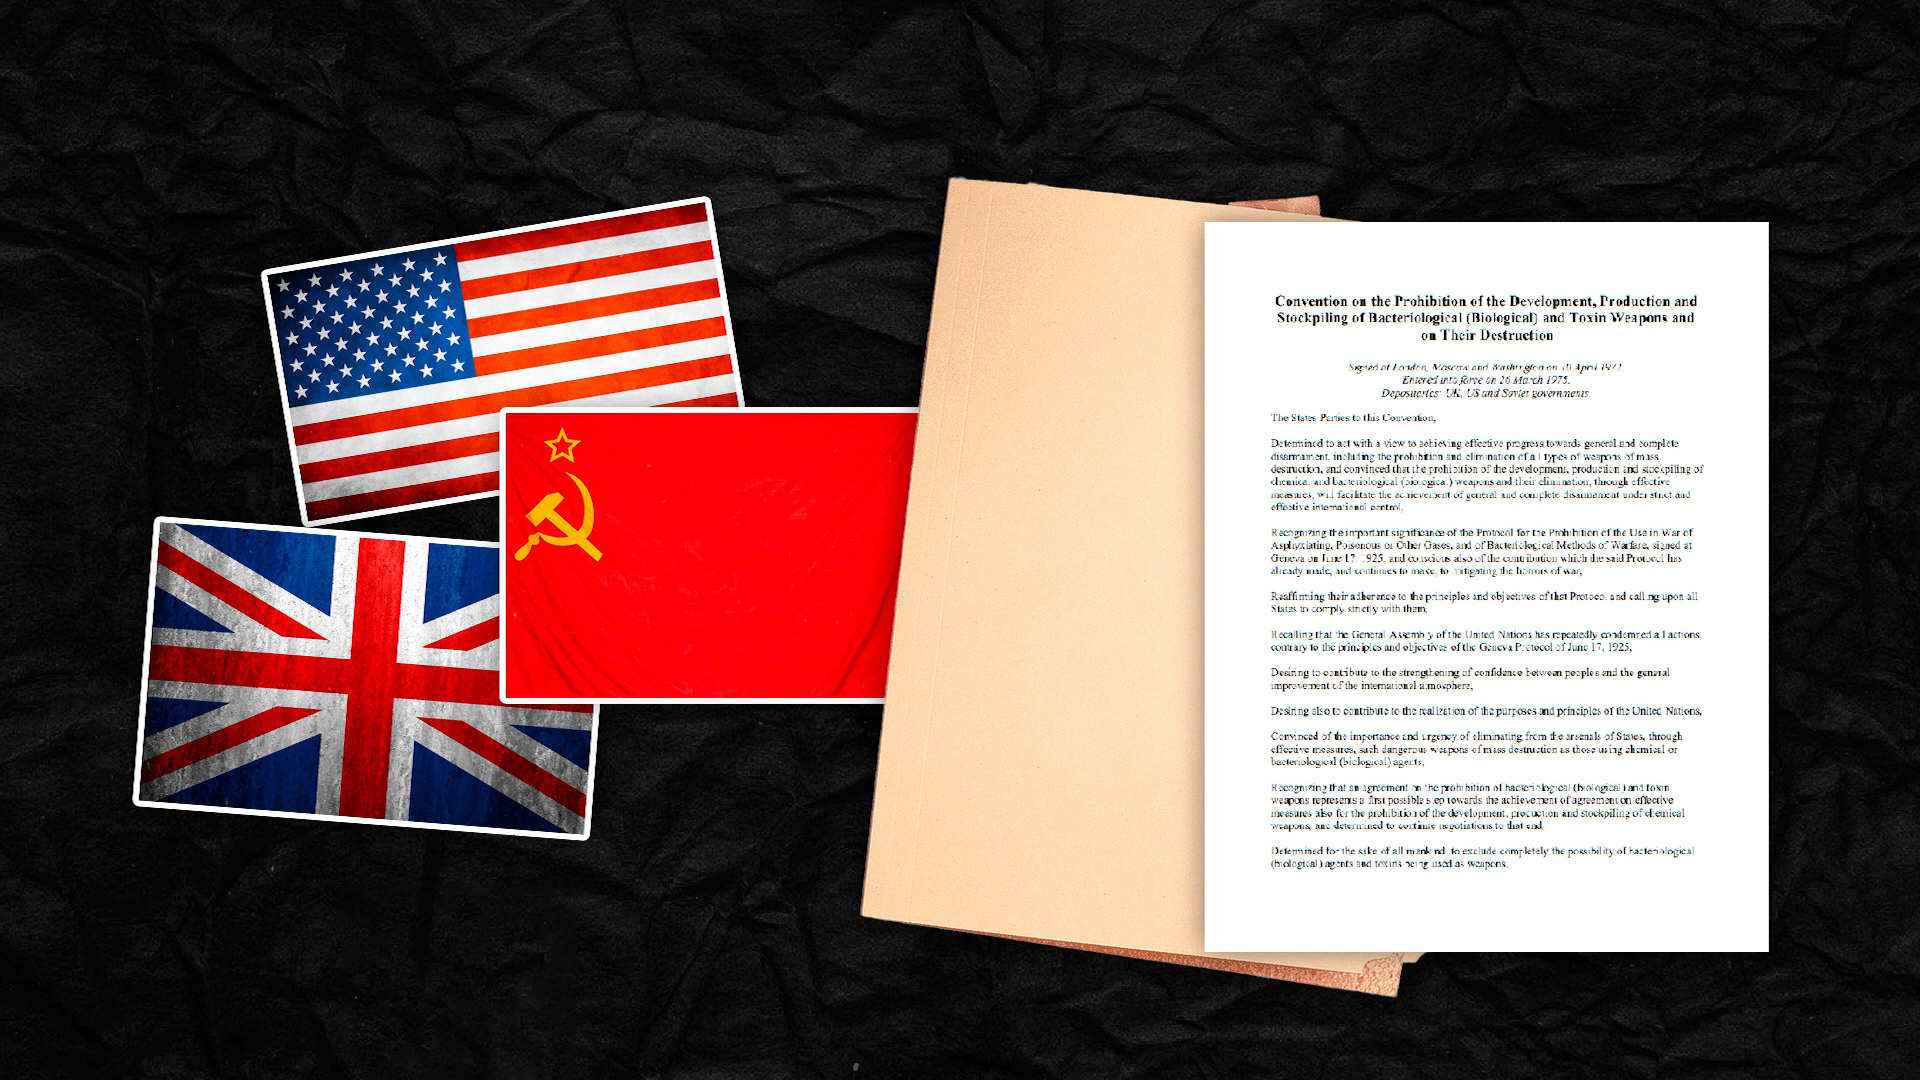 Convention on the Prohibition of the Development, Production and
Stockpiling of Bacteriological (Biological) and Toxin Weapons and
on Their Destruction
Signed at London, Moscow and Washington on 10 April 1972.
Entered into force on 26 March 1975.
Depositaries: UK, US and Soviet governments.
The States Parties to this Convention,
Determined to act with a view to achieving effective progress towards general and complete
disarmament, including the prohibition and elimination of all types of weapons of mass
destruction, and convinced that the prohibition of the development, production and stockpiling of
chemical and bacteriological (biological) weapons and their elimination, through effective
measures, will facilitate the achievement of general and complete disarmament under strict and
effective international control,
Recognizing the important significance of the Protocol for the Prohibition of the Use in War of
Asphyxiating, Poisonous or Other Gases, and of Bacteriological Methods of Warfare, signed at
Geneva on June 17, 1925, and conscious also of the contribution which the said Protocol has
already made, and continues to make, to mitigating the horrors of war,
Reaffirming their adherence to the principles and objectives of that Protocol and calling upon all
States to comply strictly with them,
Recalling that the General Assembly of the United Nations has repeatedly condemned all actions
contrary to the principles and objectives of the Geneva Protocol of June 17, 1925,
Desiring to contribute to the strengthening of confidence between peoples and the general
improvement of the international atmosphere,
Desiring also to contribute to the realization of the purposes and principles of the United Nations,
Convinced of the importance and urgency of eliminating from the arsenals of States, through
effective measures, such dangerous weapons of mass destruction as those using chemical or
bacteriological (biological) agents,
Recognizing that an agreement on the prohibition of bacteriological (biological) and toxin
weapons represents a first possible step towards the achievement of agreement on effective
measures also for the prohibition of the development, production and stockpiling of chemical
weapons, and determined to continue negotiations to that end
Determined for the sake of all mankind, to exclude completely the possibility of bacteriological
(biological) agents and toxins being used as weapons,